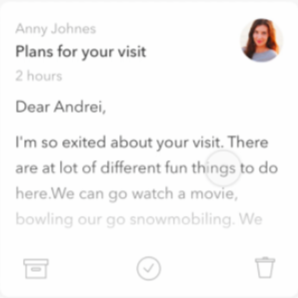 Anny Johnes
Plans for your visit
2 hours
Dear Andrei,
I'm so exited about your visit. There
are at lot of different fun things to do
here.We can go watch a movie,
bowling our go snowmobiling. We